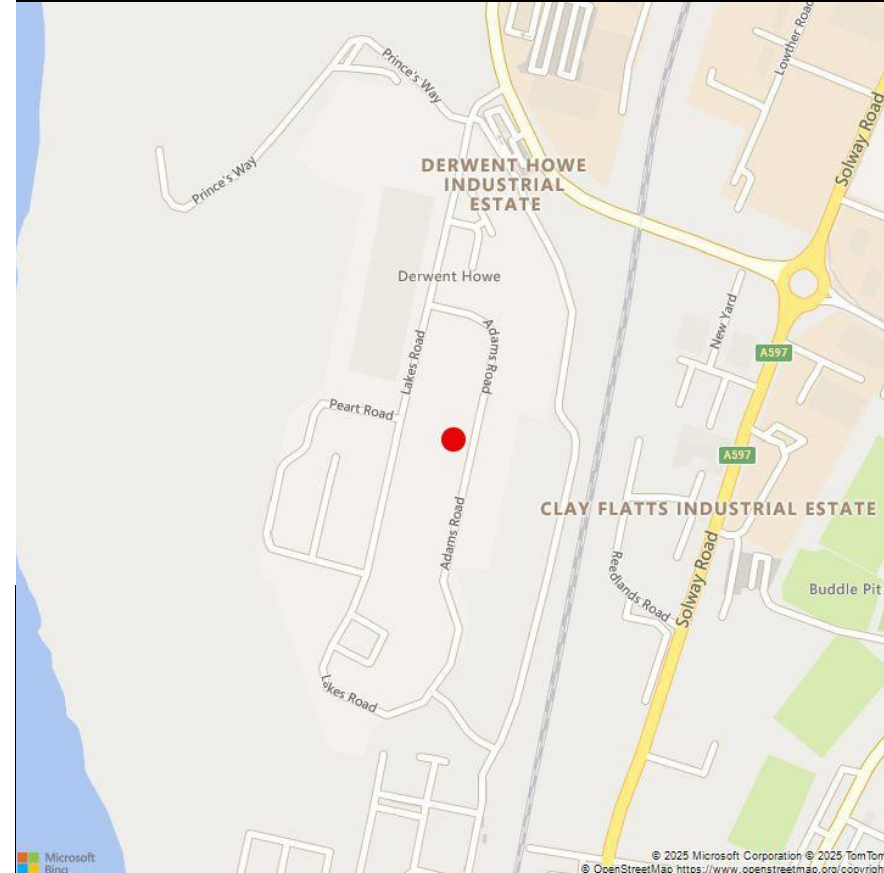 Lowther Road
Prince's Way
Solway Road
DERWENT HOWE
INDUSTRIAL
ESTATE
Prince's Way
Derwent Howe
New Yard
Adams Road
Lakes Road
A597
Peart Road
A597
CLAY FLATTS INDUSTRIAL ESTATE
Adams Road
Reedlands Road
Solway Road
Buddle Pit
Lakes Road
Microsoft
Bing
© 2025 Microsoft Corporation © 2025 TomTom
© OpenStreetMap https://www.openstreetmap.org/copyright